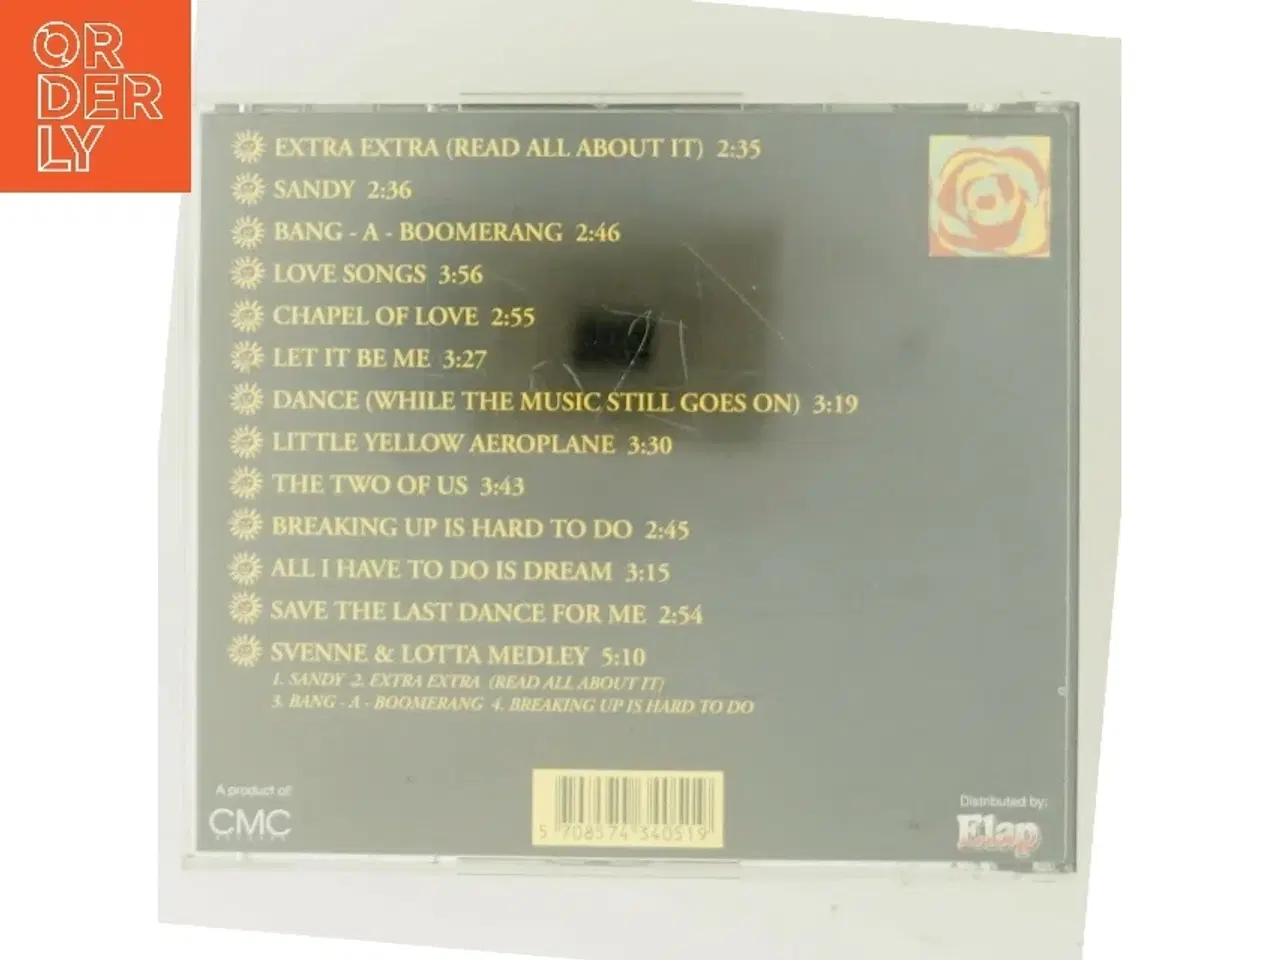 ORDERLY
EXTRA EXTRA (READ ALL ABOUT IT) 2:35
SANDY 2:36
BANG - A - BOOMERANG 2:46
LOVE SONGS 3:56
CHAPEL OF LOVE 2:55
LET IT BE ME 3:27
DANCE (WHILE THE MUSIC STILL GOES ON) 3:19
LITTLE YELLOW AEROPLANE 3:30
THE TWO OF US 3:43
BREAKING UP IS HARD TO DO 2:45
ALL I HAVE TO DO IS DREAM 3:15
SAVE THE LAST DANCE FOR ME 2:54
SVENNE & LOTTA MEDLEY 5:10
1. SANDY 2. EXTRA EXTRA (READ ALL ABOUT IT)
3. BANG - A - BOOMERANG 4. BREAKING UP IS HARD TO DO
A product of:
CMC
5 708574 340519
Distributed by:
Elap